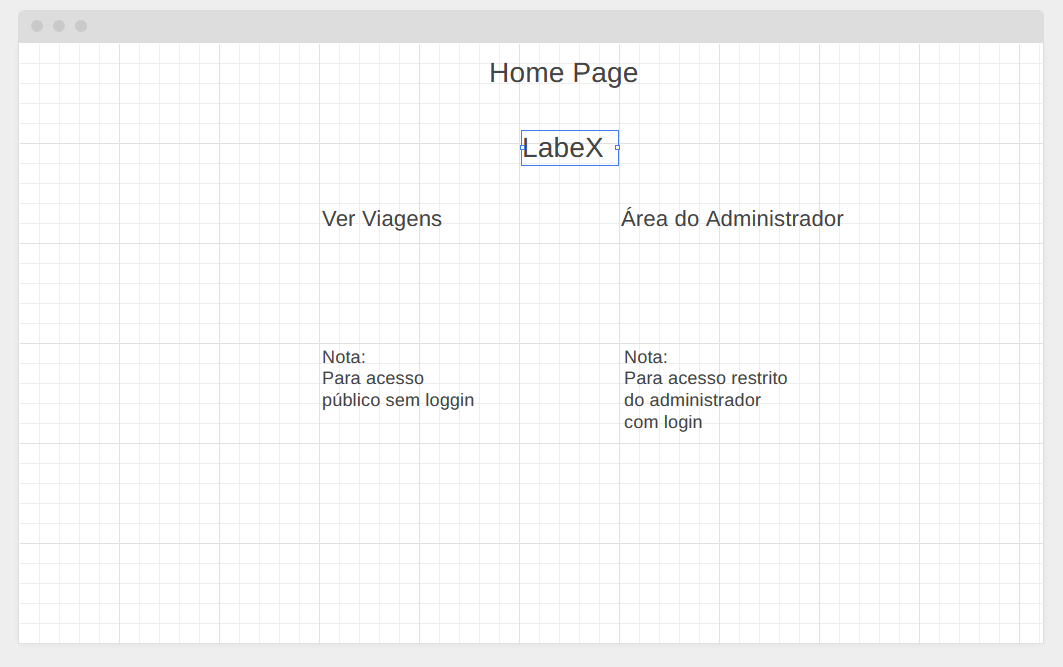 Home Page
LabeX
Ver Viagens
Área do Administrador
Nota:
Para acesso
público sem loggin
Nota:
Para acesso restrito
do administrador
com login